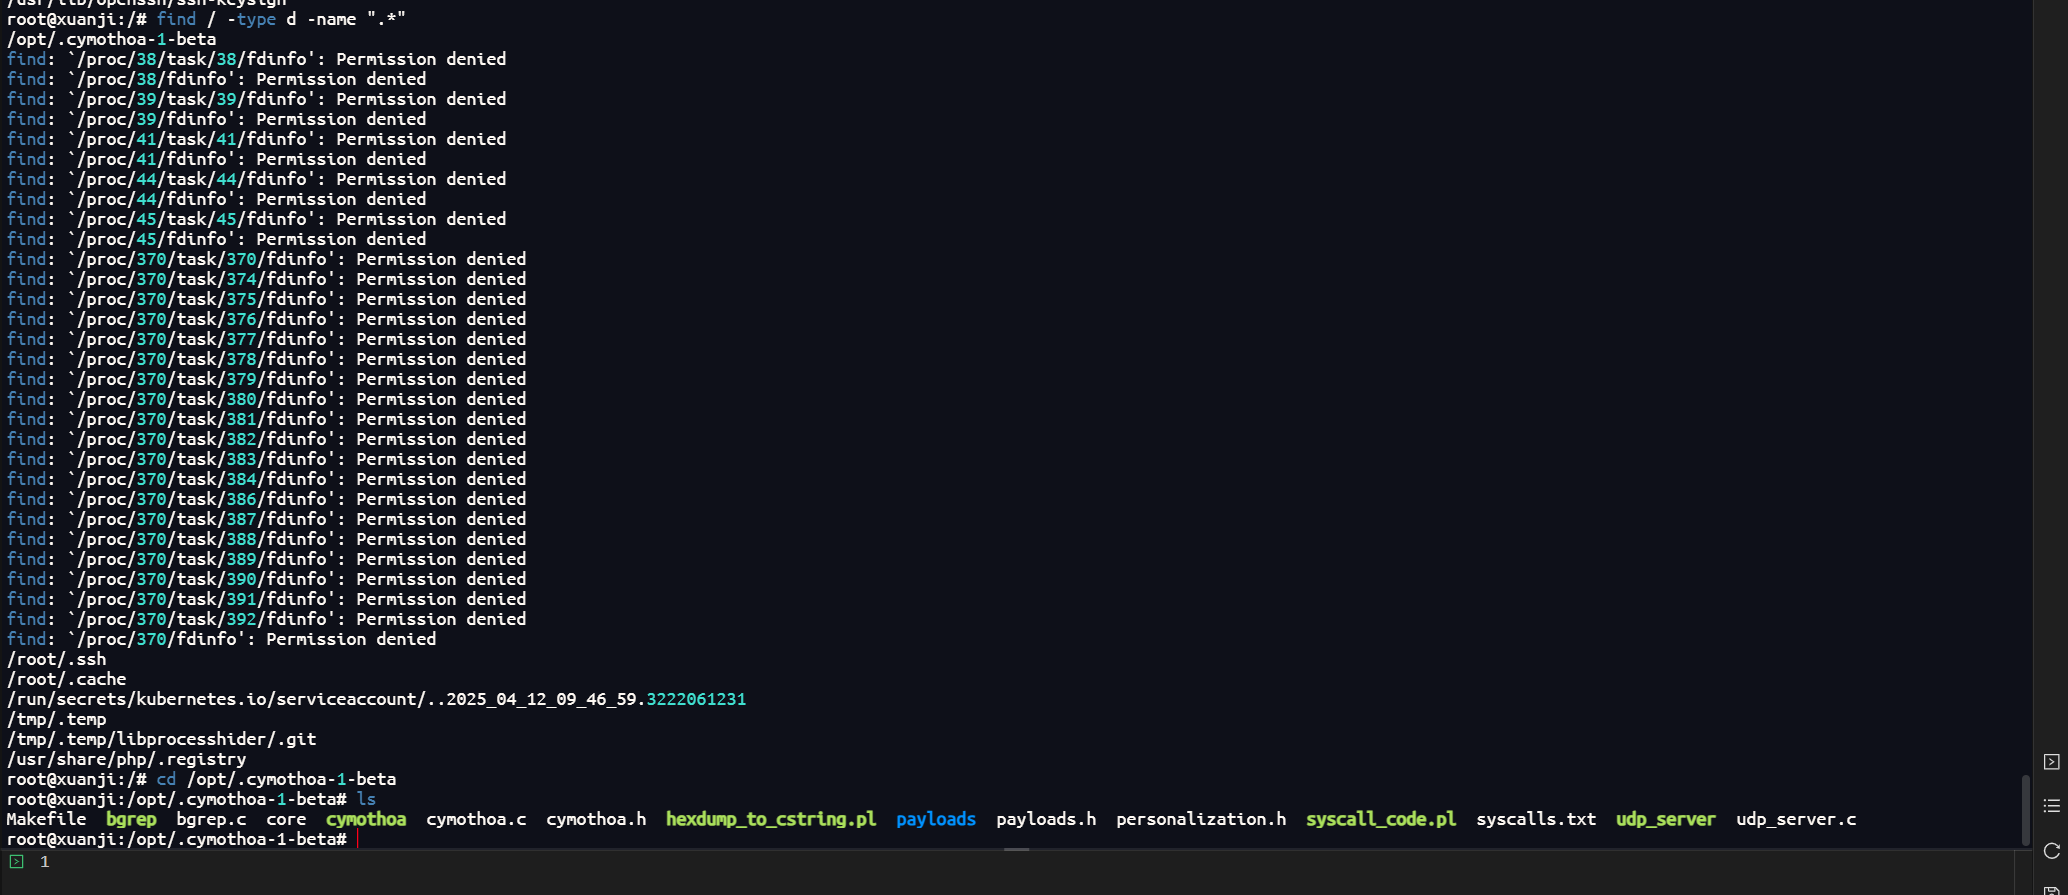 /usr/lib/openssh/ssh-keysign
root@xuanji:/# find / -type d -name ".*"
/opt/.cymothoa-1-beta
find: `/proc/38/task/38/fdinfo': Permission denied
find: `/proc/38/fdinfo': Permission denied
find: `/proc/39/task/39/fdinfo': Permission denied
find: `/proc/39/fdinfo': Permission denied
find: `/proc/41/task/41/fdinfo': Permission denied
find: `/proc/41/fdinfo': Permission denied
find: `/proc/44/task/44/fdinfo': Permission denied
find: `/proc/44/fdinfo': Permission denied
find: `/proc/45/task/45/fdinfo': Permission denied
find: `/proc/45/fdinfo': Permission denied
find: `/proc/370/task/370/fdinfo': Permission denied
find: `/proc/370/task/374/fdinfo': Permission denied
find: `/proc/370/task/375/fdinfo': Permission denied
find: `/proc/370/task/376/fdinfo': Permission denied
find: `/proc/370/task/377/fdinfo': Permission denied
find: `/proc/370/task/378/fdinfo': Permission denied
find: `/proc/370/task/379/fdinfo': Permission denied
find: `/proc/370/task/380/fdinfo': Permission denied
find: `/proc/370/task/381/fdinfo': Permission denied
find: `/proc/370/task/382/fdinfo': Permission denied
find: `/proc/370/task/383/fdinfo': Permission denied
find: `/proc/370/task/384/fdinfo': Permission denied
find: `/proc/370/task/386/fdinfo': Permission denied
find: `/proc/370/task/387/fdinfo': Permission denied
find: `/proc/370/task/388/fdinfo': Permission denied
find: `/proc/370/task/389/fdinfo': Permission denied
find: `/proc/370/task/390/fdinfo': Permission denied
find: `/proc/370/task/391/fdinfo': Permission denied
find: `/proc/370/task/392/fdinfo': Permission denied
find: `/proc/370/fdinfo': Permission denied
/root/.ssh
/root/.cache
/run/secrets/kubernetes.io/serviceaccount/..2025_04_12_09_46_59.3222061231
/tmp/.temp
/tmp/.temp/libprocesshider/.git
/usr/share/php/.registry
root@xuanji:/# cd /opt/.cymothoa-1-beta
root@xuanji:/opt/.cymothoa-1-beta# ls
Makefile  bgrep  bgrep.c  core  cymothoa  cymothoa.c  cymothoa.h  hexdump_to_cstring.pl  payloads  payloads.h  personalization.h  syscall_code.pl  syscalls.txt  udp_server  udp_server.c
root@xuanji:/opt/.cymothoa-1-beta#
1